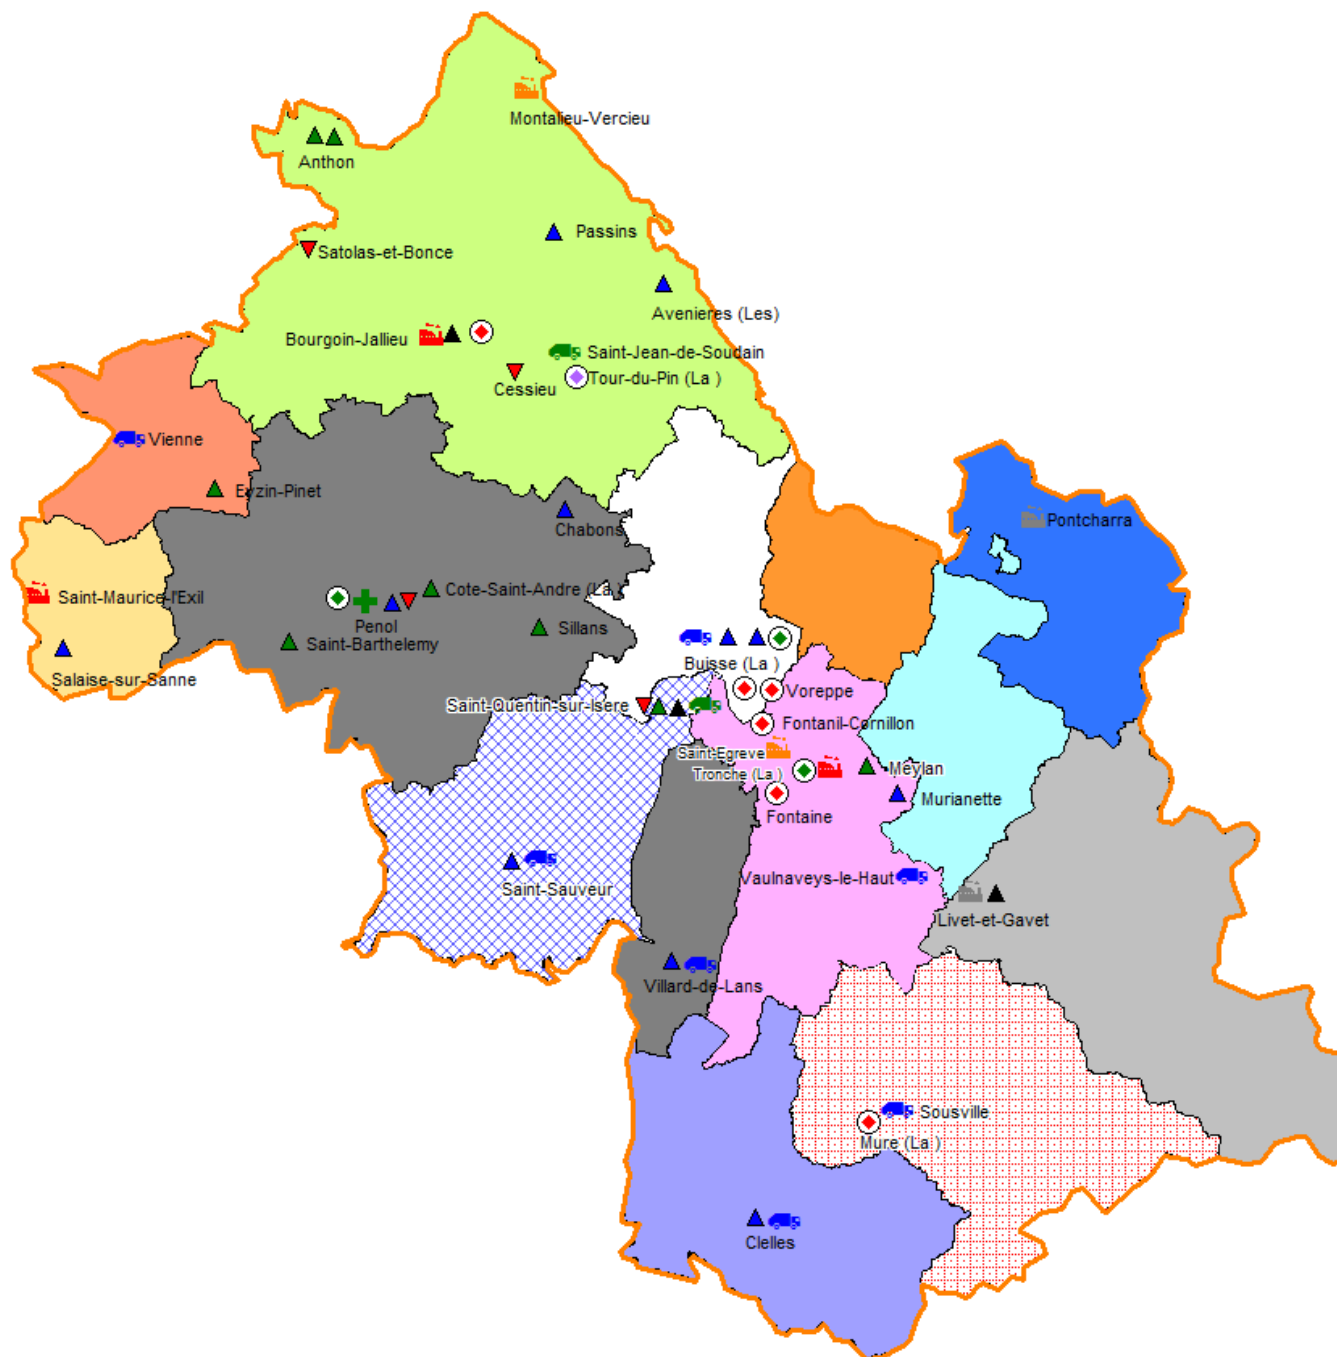 Montalieu-Vercieu
Anthon
Passins
Satolas-et-Bonce
Avenieres (Les)
Bourgoin-Jallieu
Saint-Jean-de-Soudain
Tour-du-Pin (La )
Cessieu
Vienne
Eyzin-Pinet
Chabons
Pontcharra
Saint-Maurice-l'Exil
Cote-Saint-Andre (La )
Penol
Sillans
Saint-Barthelemy
Salaise-sur-Sanne
Buisse (La )
Voreppe
Saint-Quentin-sur-Isere
Fontanil-Cornillon
Saint-Egreve
Tronche (La )
Meylan
Murianette
Fontaine
Saint-Sauveur
Vaulnaveys-le-Haut
Livet-et-Gavet
Villard-de-Lans
Sousville
Mure (La )
Clelles